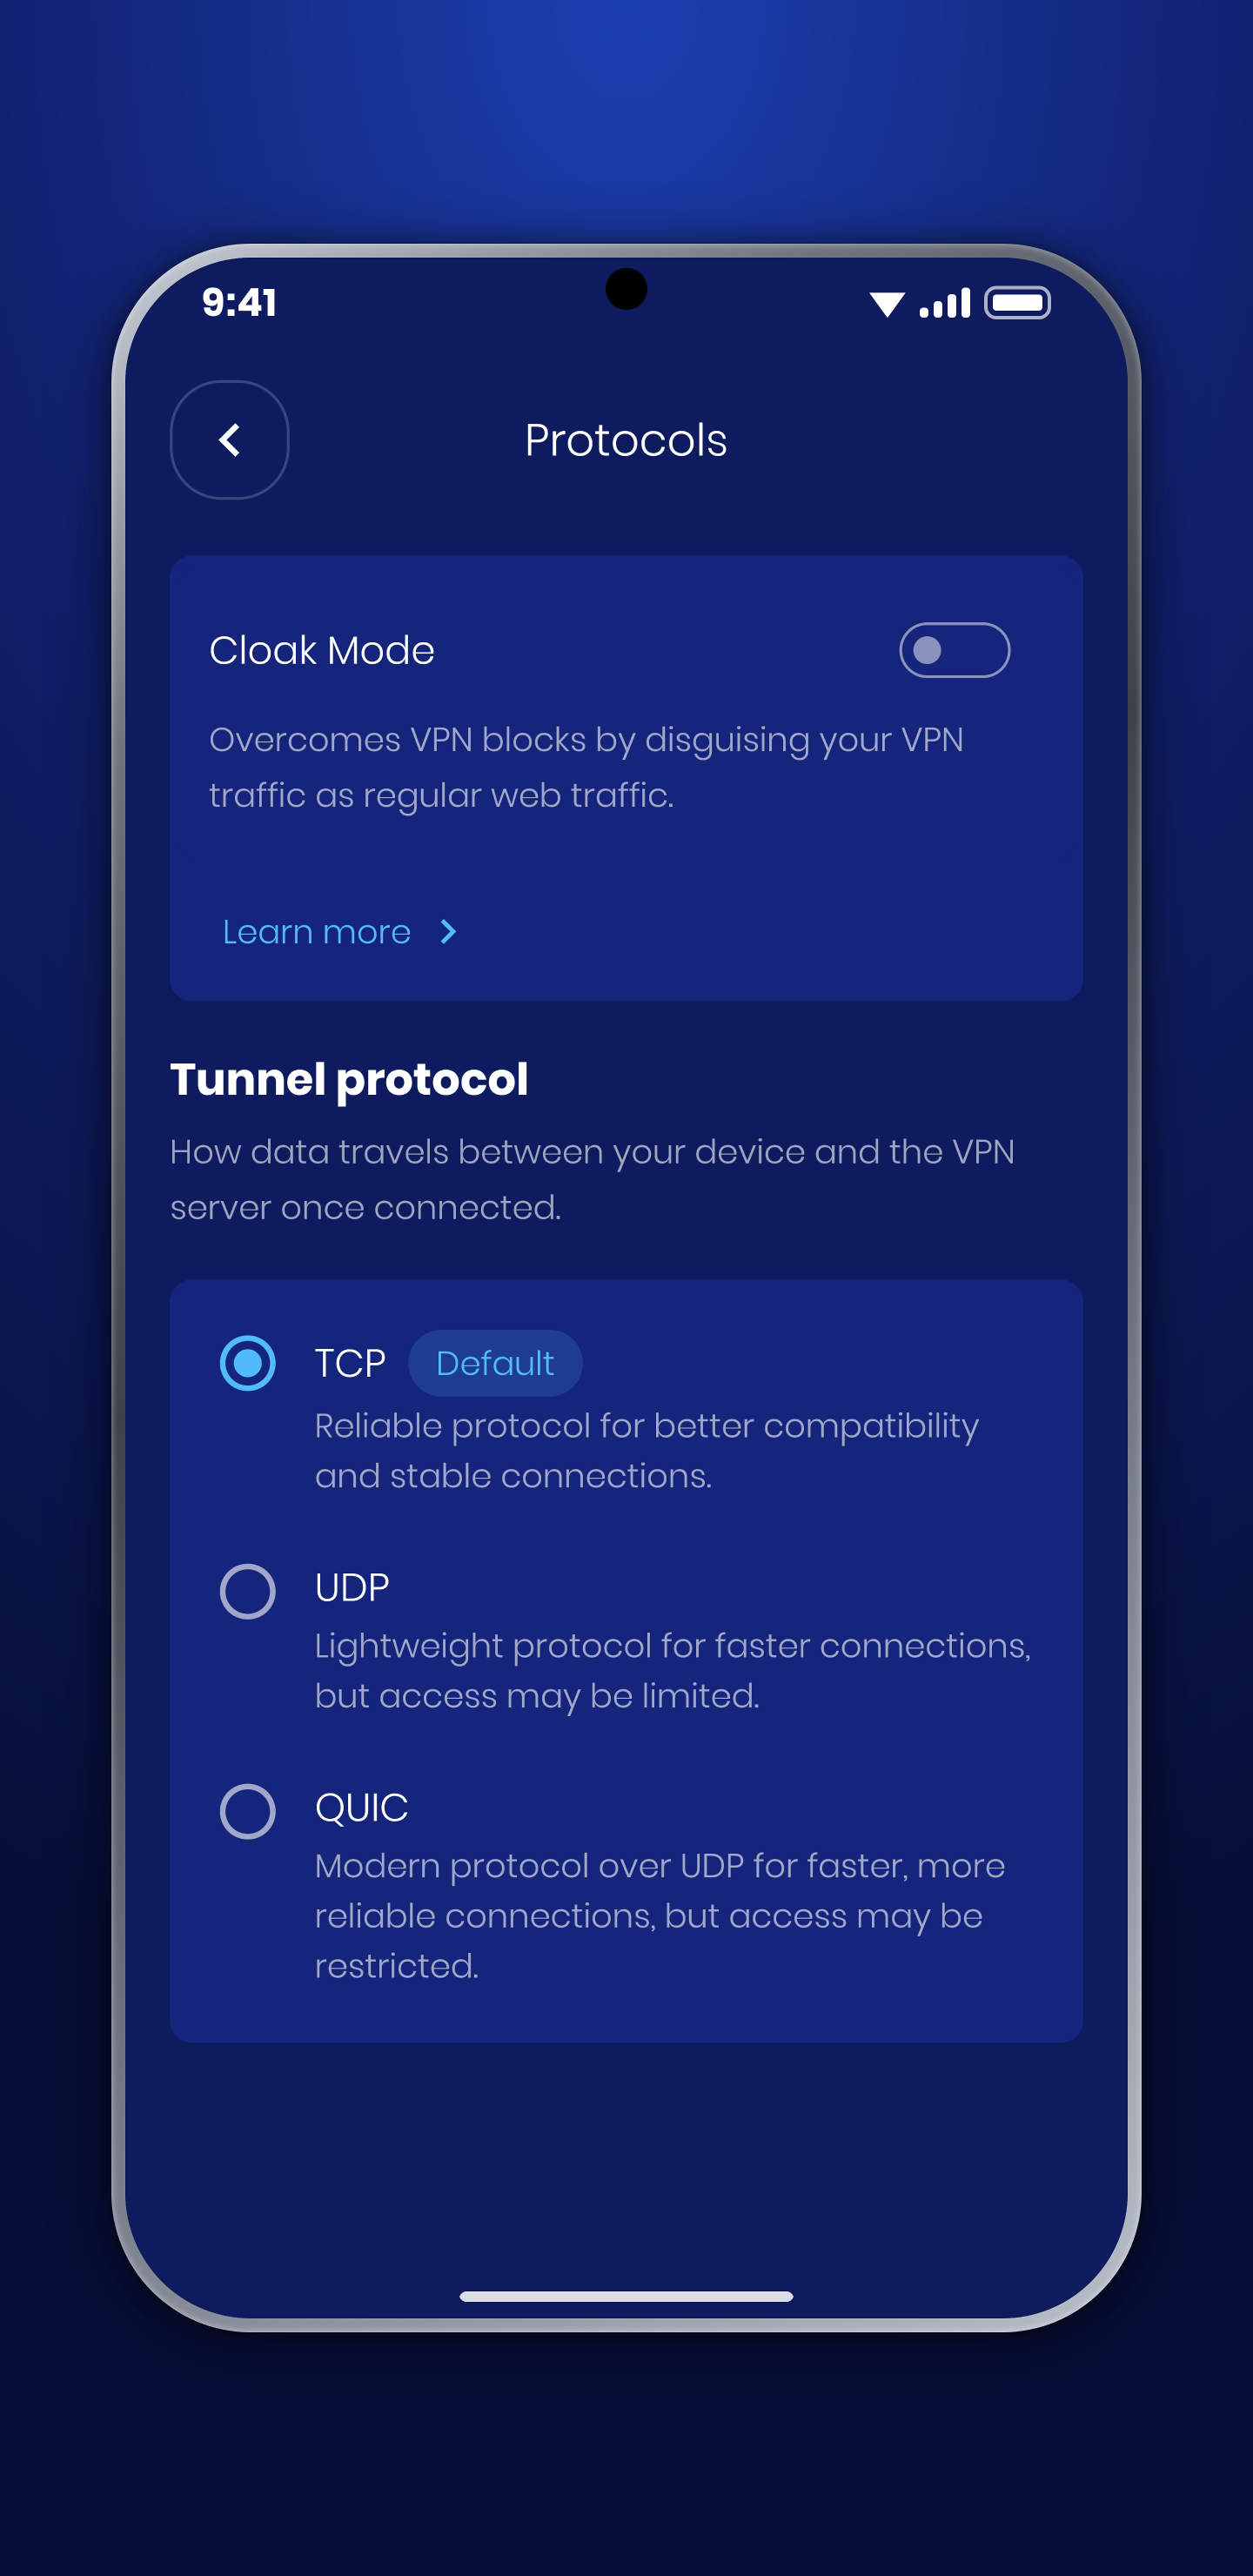 9:41
Protocols
Cloak Mode
Overcomes VPN blocks by disguising your VPN
traffic as regular web traffic.
Learn more
Tunnel protocol
How data travels between your device and the VPN
server once connected.
TCP Default
Reliable protocol for better compatibility
and stable connections.
UDP
Lightweight protocol for faster connections,
but access may be limited.
QUIC
Modern protocol over UDP for faster, more
reliable connections, but access may be
restricted.